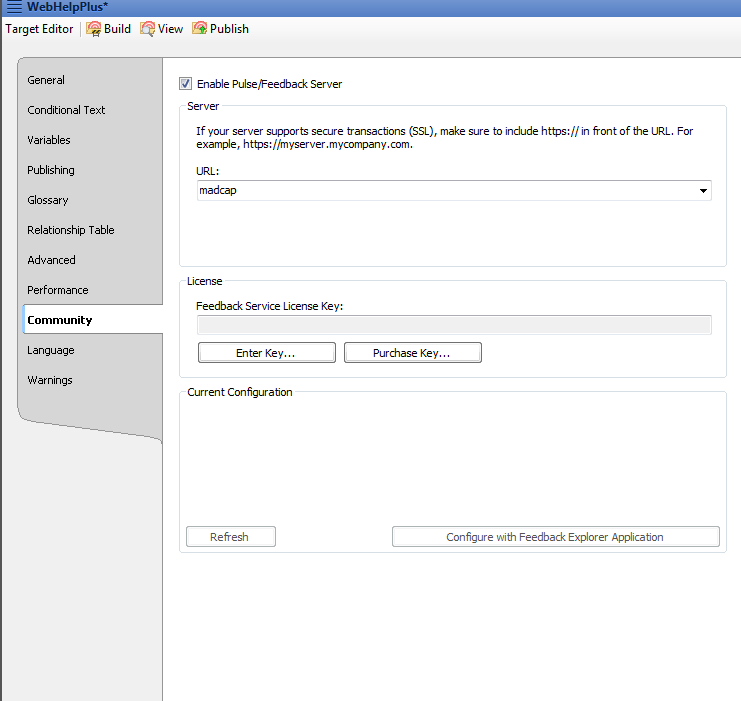 WebHelpPlus*
Target Editor Build View Publish
General
Conditional Text
Variables
Publishing
Glossary
Relationship Table
Advanced
Performance
Community
Language
Warnings
Enable Pulse/Feedback Server
Server
If your server supports secure transactions (SSL), make sure to include https:// in front of the URL. For
example, https://myserver.mycompany.com.
URL:
madcap
License
Feedback Service License Key:
Enter Key... Purchase Key...
Current Configuration
Refresh Configure with Feedback Explorer Application